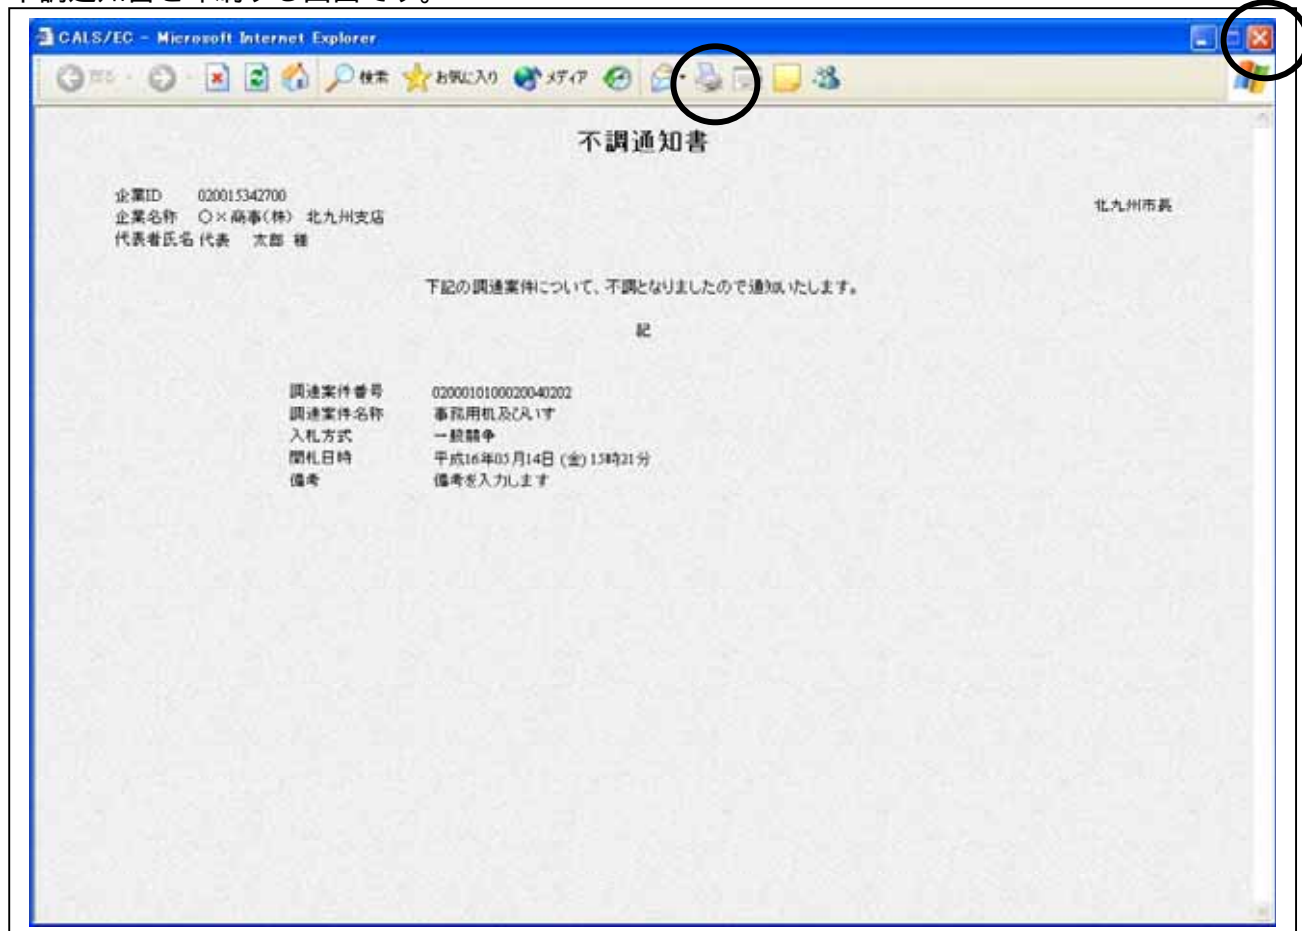 不調通知書を印刷する画面です。
CALS/EC - Microsoft Internet Explorer
戻る 検索 お気に入り メディア
不調通知書
企業ID 020015342700
北九州市長
企業名称 〇×商事(株) 北九州支店
代表者氏名 代表 太郎 様
下記の調達案件について、不調となりましたので通知いたします。
記
調達案件番号 0200010100020040202
調達案件名称 事務用机及びいす
入札方式 一般競争
開札日時 平成16年05月14日 (金) 15時21分
備考 備考を入力します